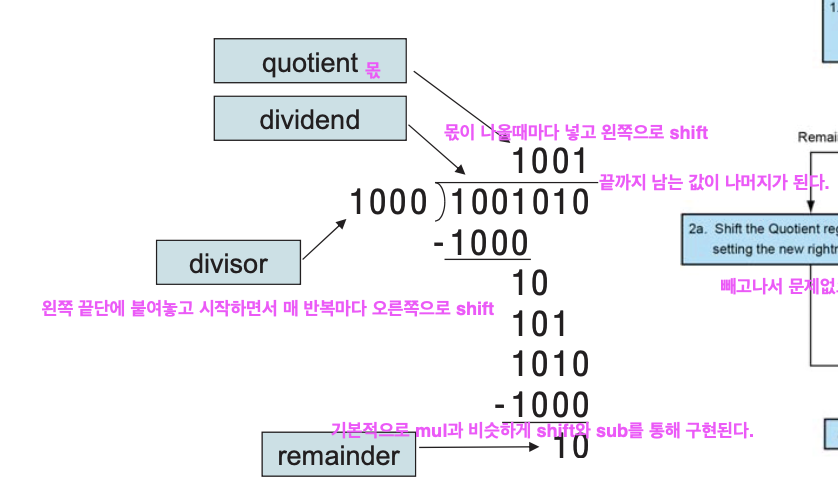 quotient 몫
dividend
몫이 나올때마다 넣고 왼쪽으로 shift
1001
끝까지 남는 값이 나머지가 된다.
1000 ) 1001010
-1000
divisor
10
왼쪽 끝단에 붙여놓고 시작하면서 매 반복마다 오른쪽으로 shift
101
1010
-1000
기본적으로 mul과 비슷하게 shift와 sub를 통해 구현된다.
remainder
10
1.
Remai
2a. Shift the Quotient reg
setting the new rightr
빼고나서 문제없